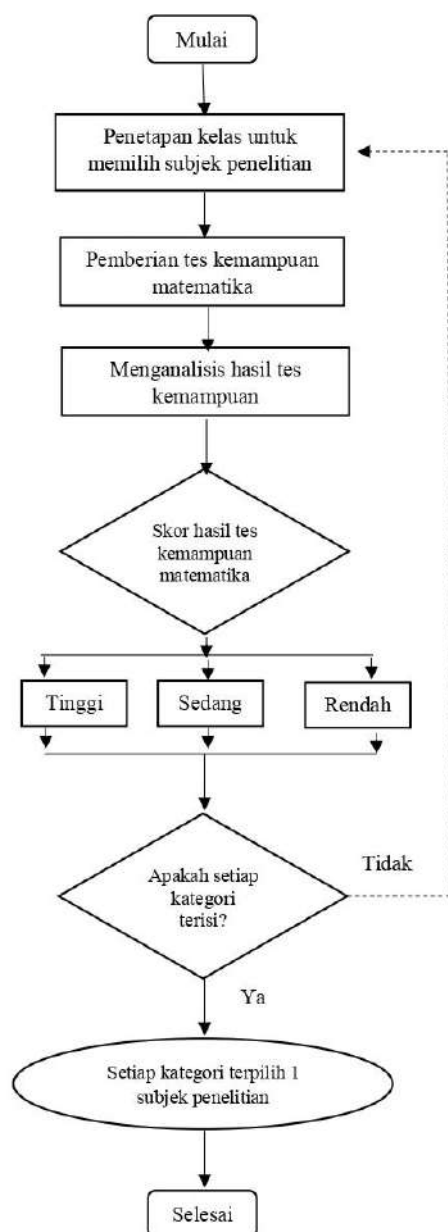 Mulai
Penetapan kelas untuk
memilih subjek penelitian
Pemberian tes kemampuan
matematika
Menganalisis hasil tes
kemampuan
Skor hasil tes
kemampuan
matematika
Tinggi
Sedang
Rendah
Apakah setiap
kategori
terisi?
Tidak
Ya
Setiap kategori terpilih 1
subjek penelitian
Selesai